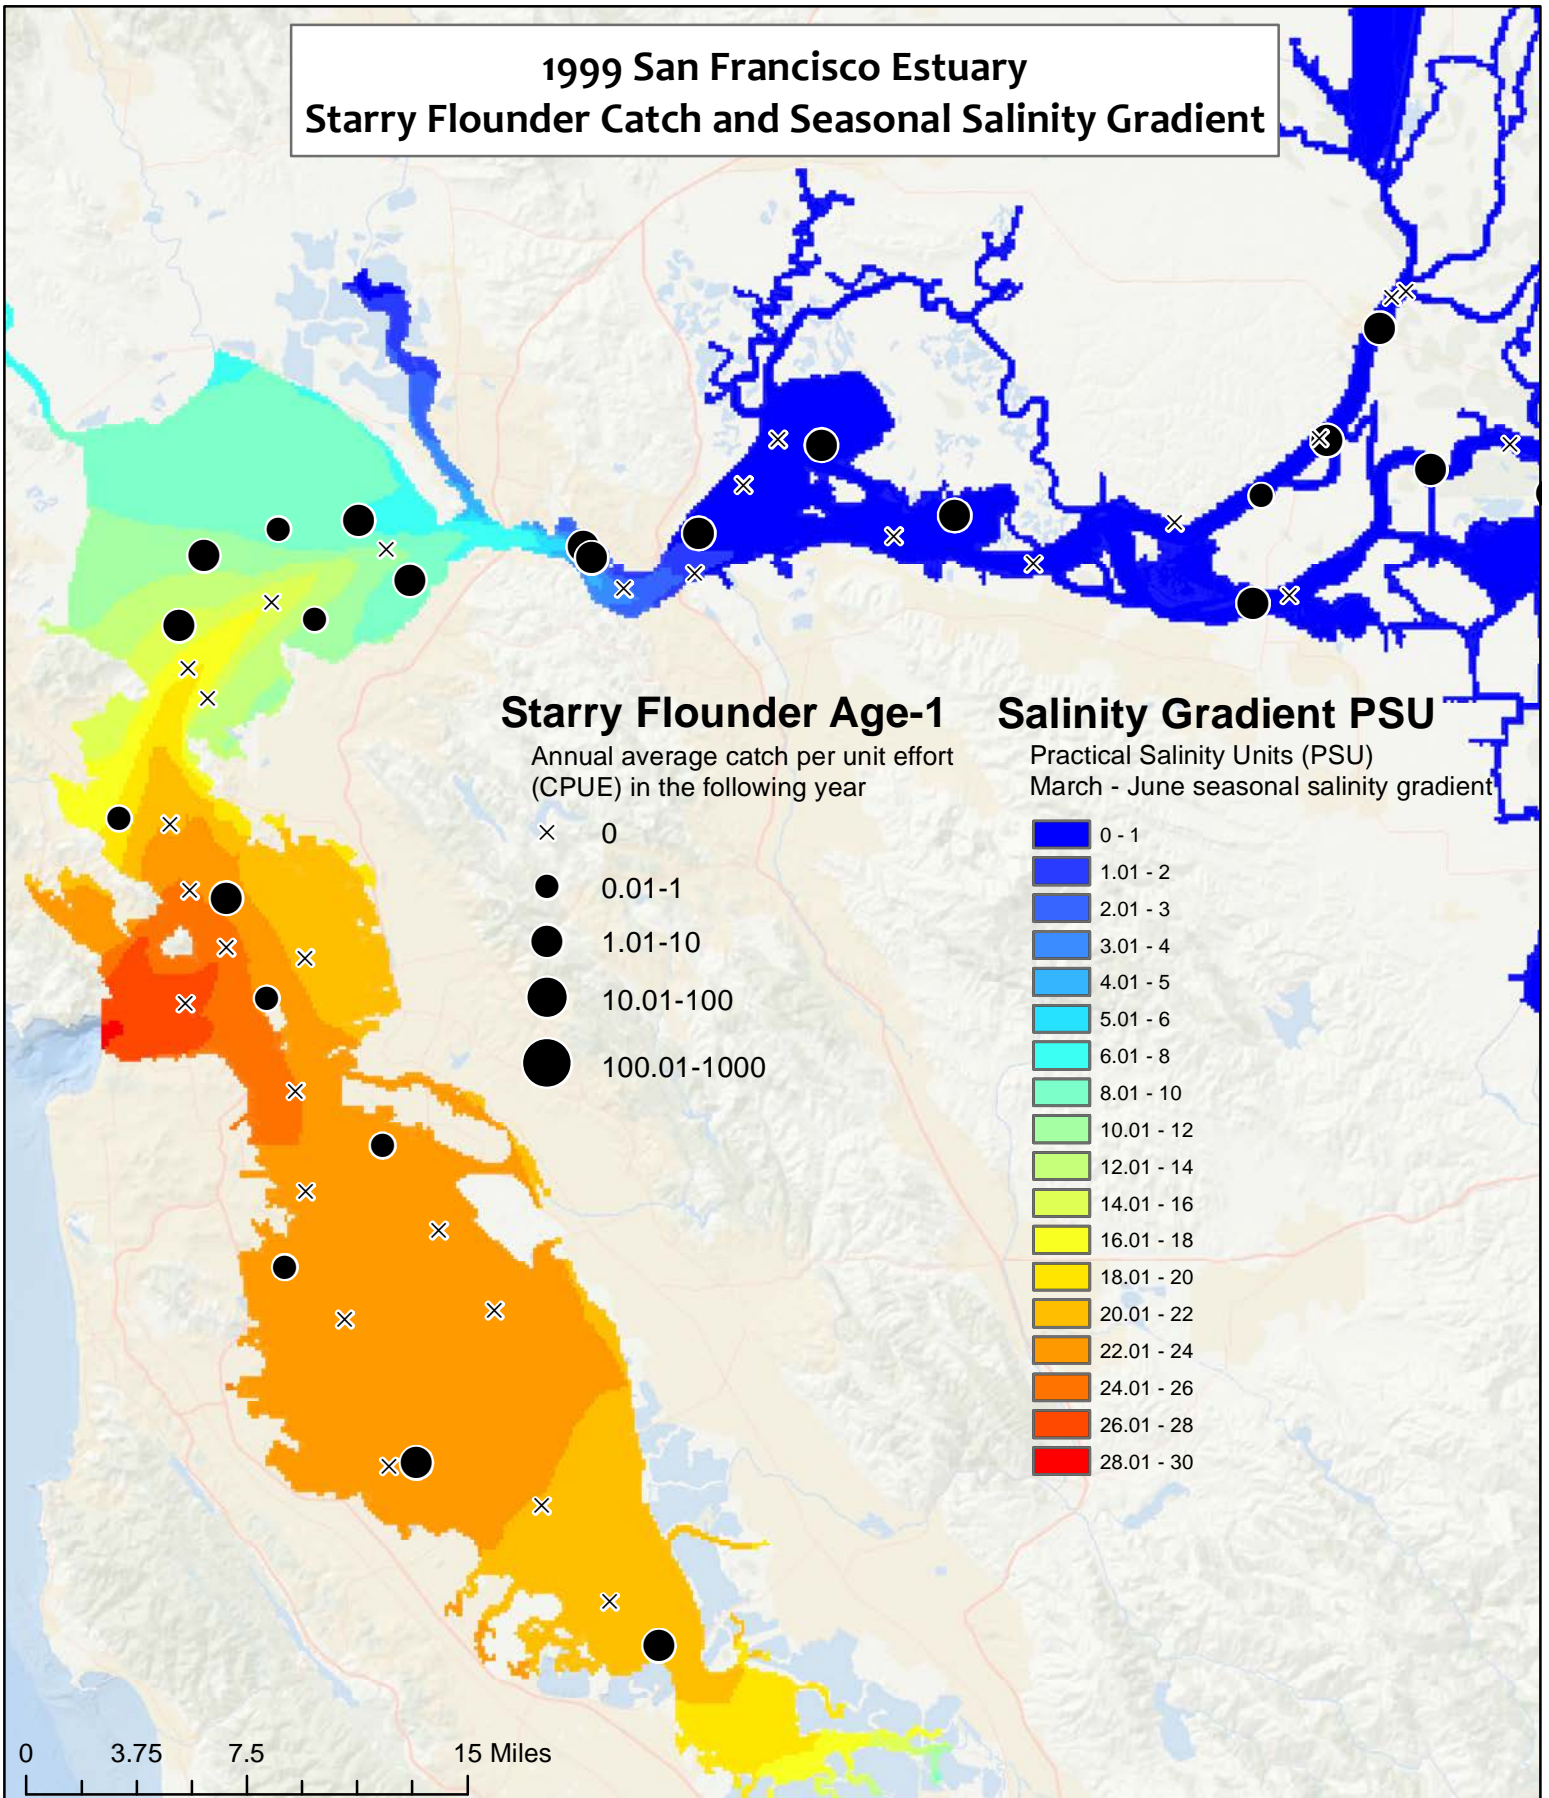 1999 San Francisco Estuary
Starry Flounder Catch and Seasonal Salinity Gradient
Starry Flounder Age-1
Annual average catch per unit effort
(CPUE) in the following year
0
0.01-1
1.01-10
10.01-100
100.01-1000
Salinity Gradient PSU
Practical Salinity Units (PSU)
March - June seasonal salinity gradient
0 - 1
1.01 - 2
2.01 - 3
3.01 - 4
4.01 - 5
5.01 - 6
6.01 - 8
8.01 - 10
10.01 - 12
12.01 - 14
14.01 - 16
16.01 - 18
18.01 - 20
20.01 - 22
22.01 - 24
24.01 - 26
26.01 - 28
28.01 - 30
0 3.75 7.5 15 Miles